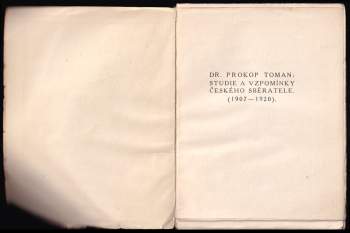 DR. PROKOP TOMAN:
STUDIE A VZPOMÍNKY
ČESKÉHO SBĚRATELE.
(1907—1920).